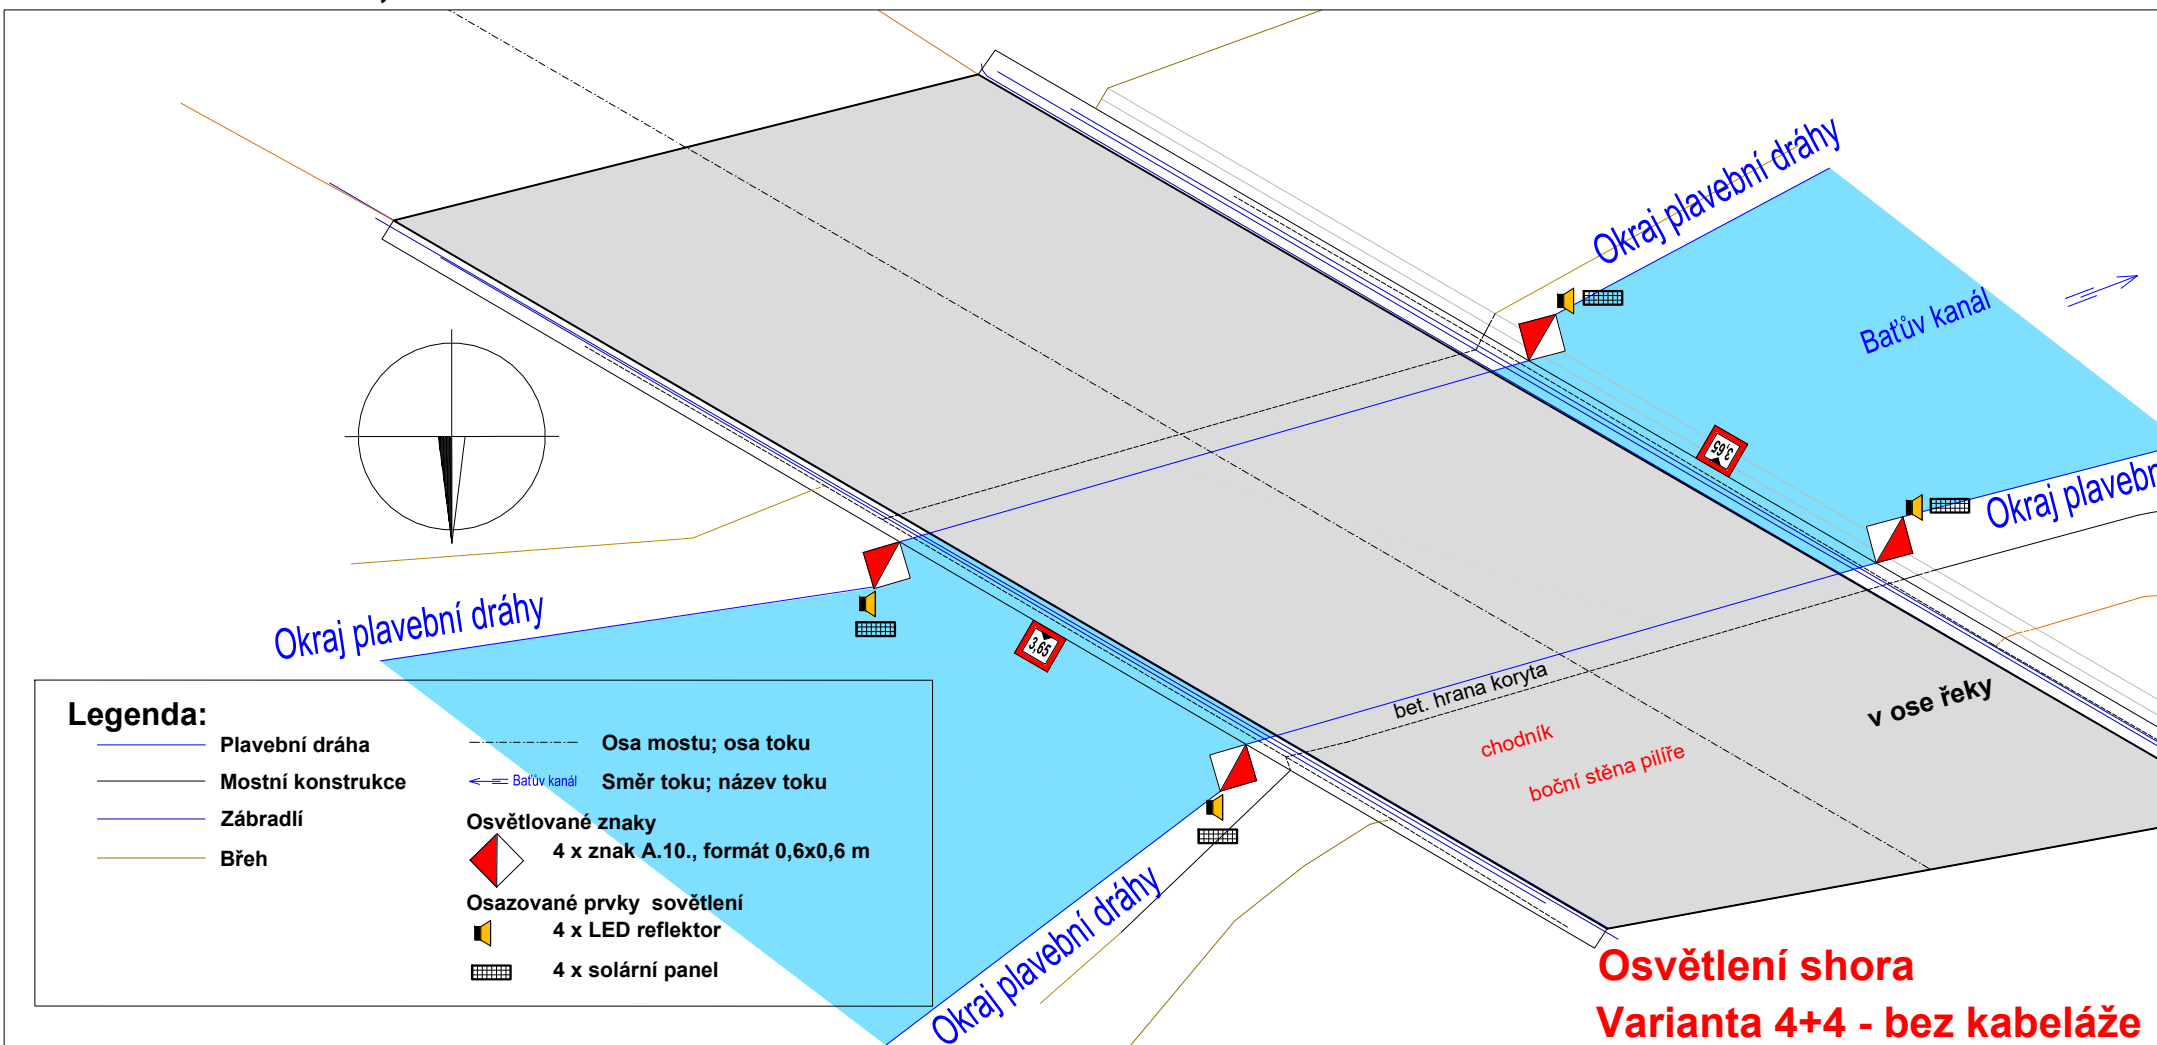 Okraj plavební dráhy
Baťův kanál
3,65
Okraj plavebn
Okraj plavební dráhy
3,65
bet. hrana koryta
v ose řeky
chodník
boční stěna pilíře
Legenda:
Plavební dráha
Osa mostu; osa toku
Mostní konstrukce
Baťův kanál
Směr toku; název toku
Zábradlí
Břeh
Osvětlované znaky
4 x znak A.10., formát 0,6x0,6 m
Osazované prvky sovětlení
4 x LED reflektor
4 x solární panel
Okraj plavební dráhy
Osvětlení shora
Varianta 4+4 - bez kabeláže